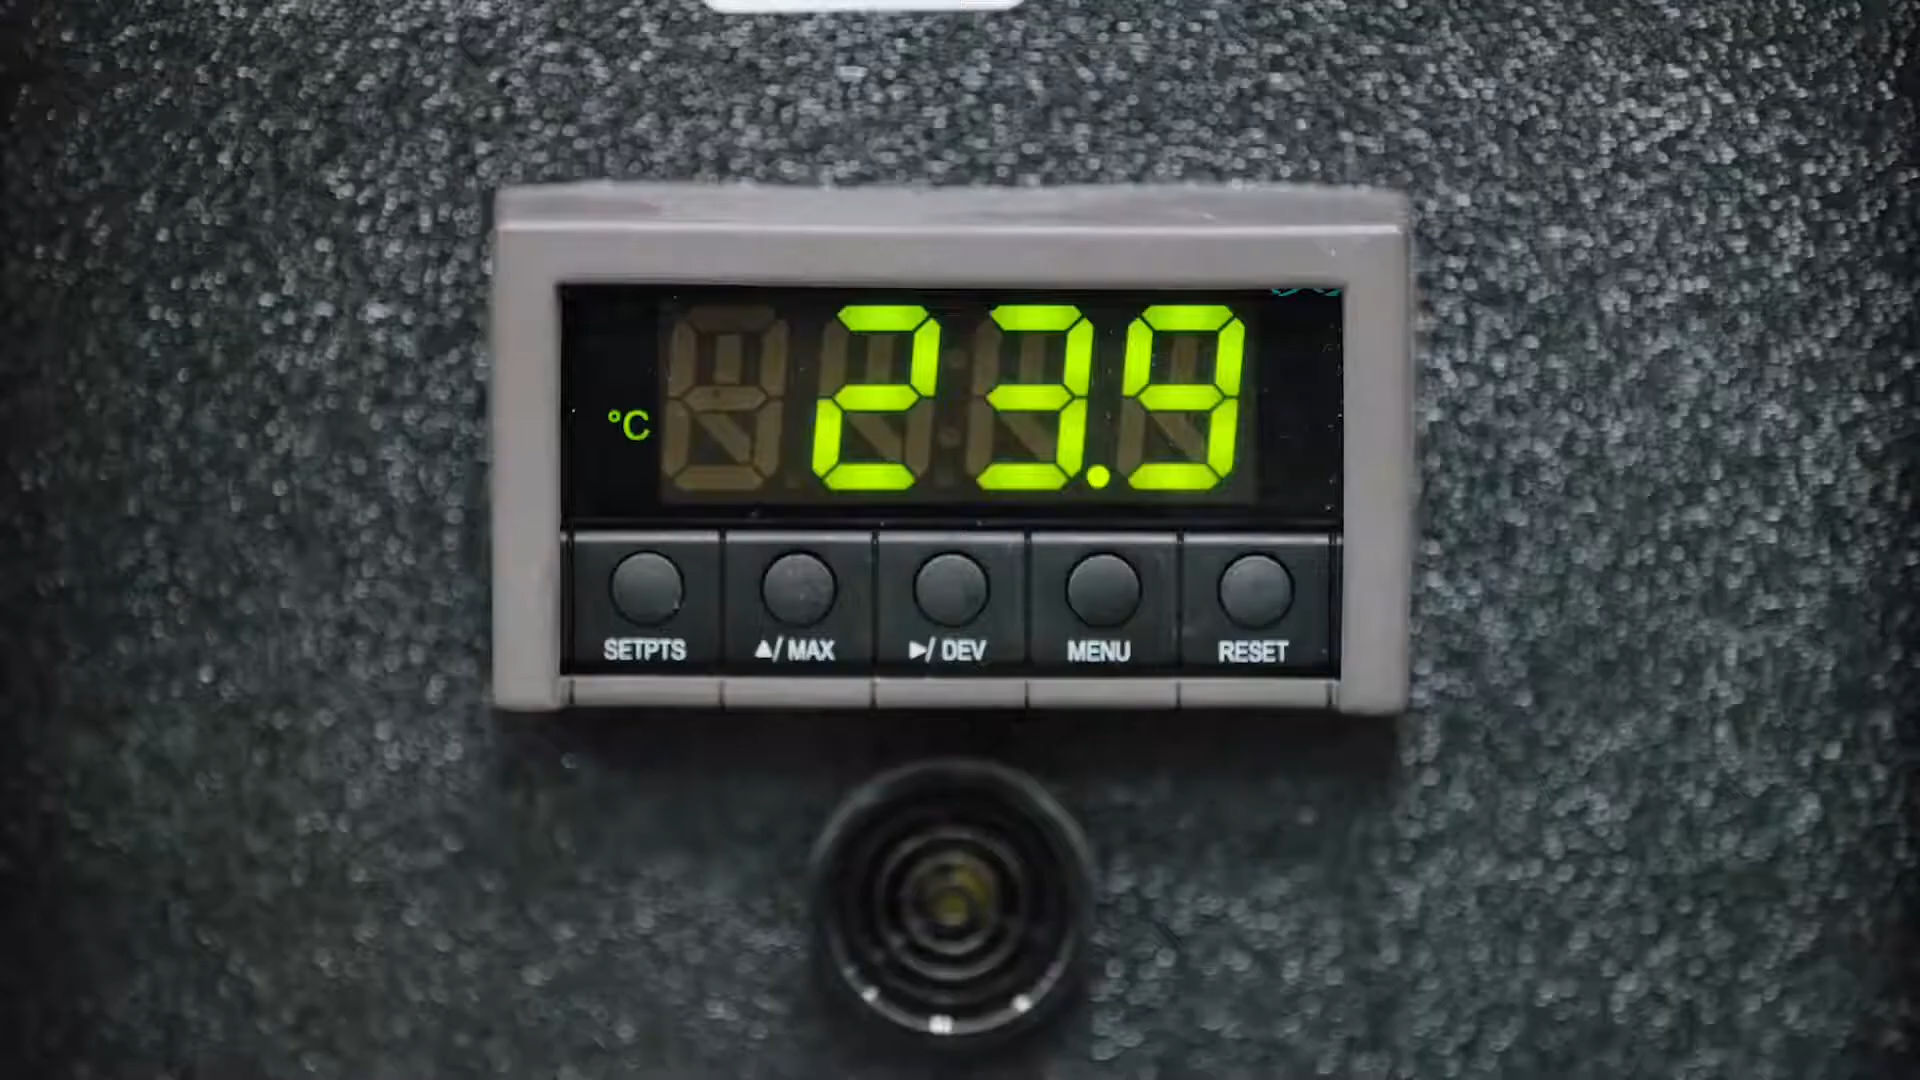 °C 23.9
SETPTS ▲/MAX ▶/DEV MENU RESET